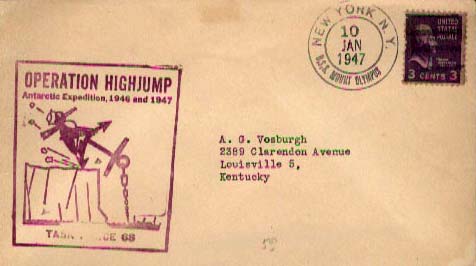 OPERATION HIGHJUMP
Antarctic Expedition, 1946 and 1947
TASK FORCE 68
NEW YORK N.Y.
10
JAN
1947
U.S.S. MOUNT OLYMPUS
UNITED
STATES
POSTAGE
3 CENTS 3
A. G. Vosburgh
2389 Clarendon Avenue
Louisville 5,
Kentucky